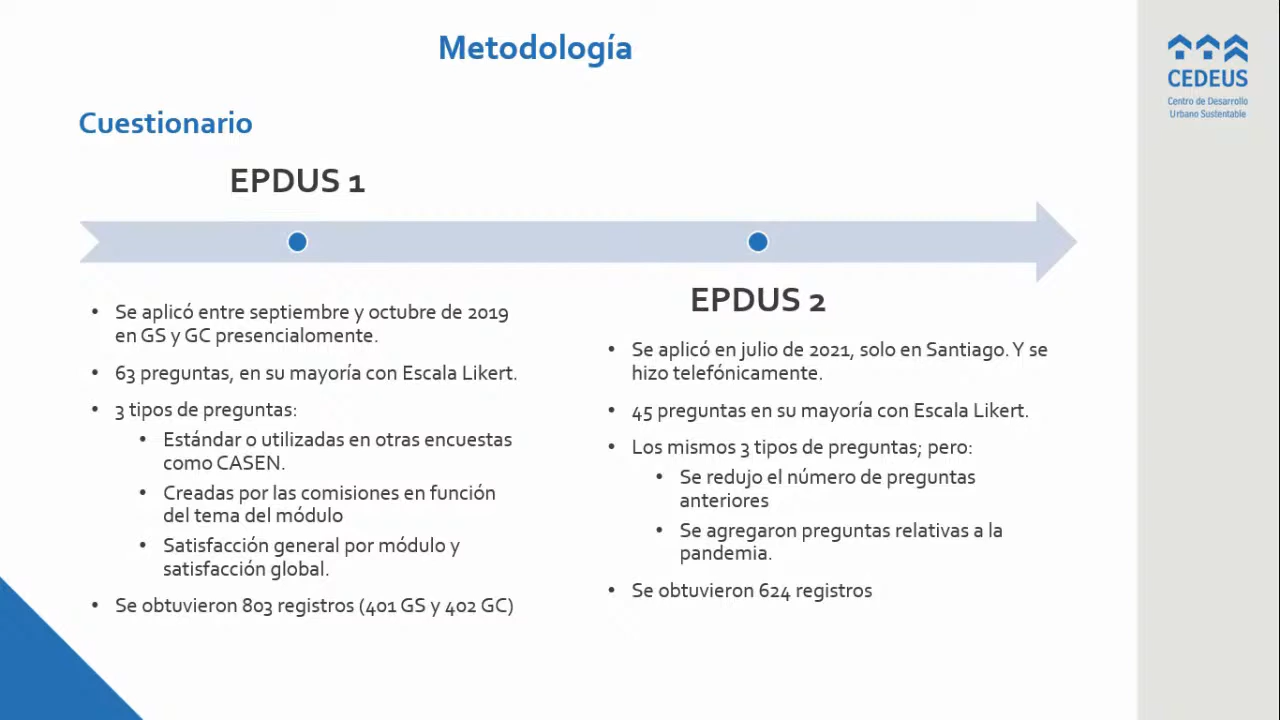 Metodología
CEDEUS
Centro de Desarrollo
Urbano Sustentable
Cuestionario
EPDUS 1
• Se aplicó entre septiembre y octubre de 2019
en GS y GC presencialomente.
• 63 preguntas, en su mayoría con Escala Likert.
• 3 tipos de preguntas:
• Estándar o utilizadas en otras encuestas
como CASEN.
• Creadas por las comisiones en función
del tema del módulo
• Satisfacción general por módulo y
satisfacción global.
• Se obtuvieron 803 registros (401 GS y 402 GC)
EPDUS 2
• Se aplicó en julio de 2021, solo en Santiago. Y se
hizo telefónicamente.
• 45 preguntas en su mayoría con Escala Likert.
• Los mismos 3 tipos de preguntas; pero:
• Se redujo el número de preguntas
anteriores
• Se agregaron preguntas relativas a la
pandemia.
• Se obtuvieron 624 registros